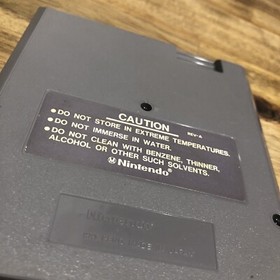 CAUTION
REV-A
•DO NOT STORE IN EXTREME TEMPERATURES.
•DO NOT IMMERSE IN WATER.
•DO NOT CLEAN WITH BENZENE, THINNER,
ALCOHOL OR OTHER SUCH SOLVENTS.
Nintendo
Nintendo